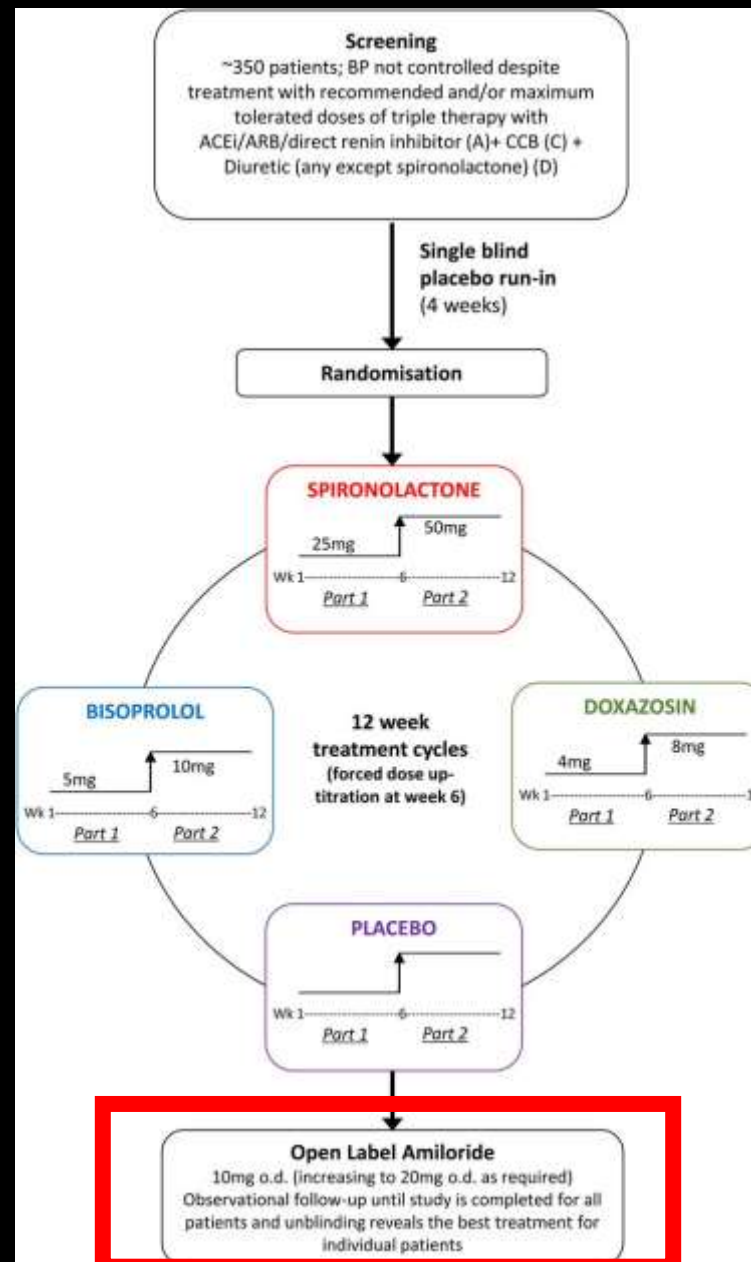 Screening
~350 patients; BP not controlled despite
treatment with recommended and/or maximum
tolerated doses of triple therapy with
ACEi/ARB/direct renin inhibitor (A)+ CCB (C) +
Diuretic (any except spironolactone) (D)
Single blind
placebo run-in
(4 weeks)
Randomisation
SPIRONOLACTONE
50mg
25mg
Wk 1 6 12
Part 1 Part 2
BISOPROLOL
10mg
5mg
Wk 1 6 12
Part 1 Part 2
12 week
treatment cycles
(forced dose up-
titration at week 6)
DOXAZOSIN
8mg
4mg
Wk 1 6 1
Part 1 Part 2
PLACEBO
Wk 1 6 12
Part 1 Part 2
Open Label Amiloride
10mg o.d. (increasing to 20mg o.d. as required)
Observational follow-up until study is completed for all
patients and unblinding reveals the best treatment for
individual patients